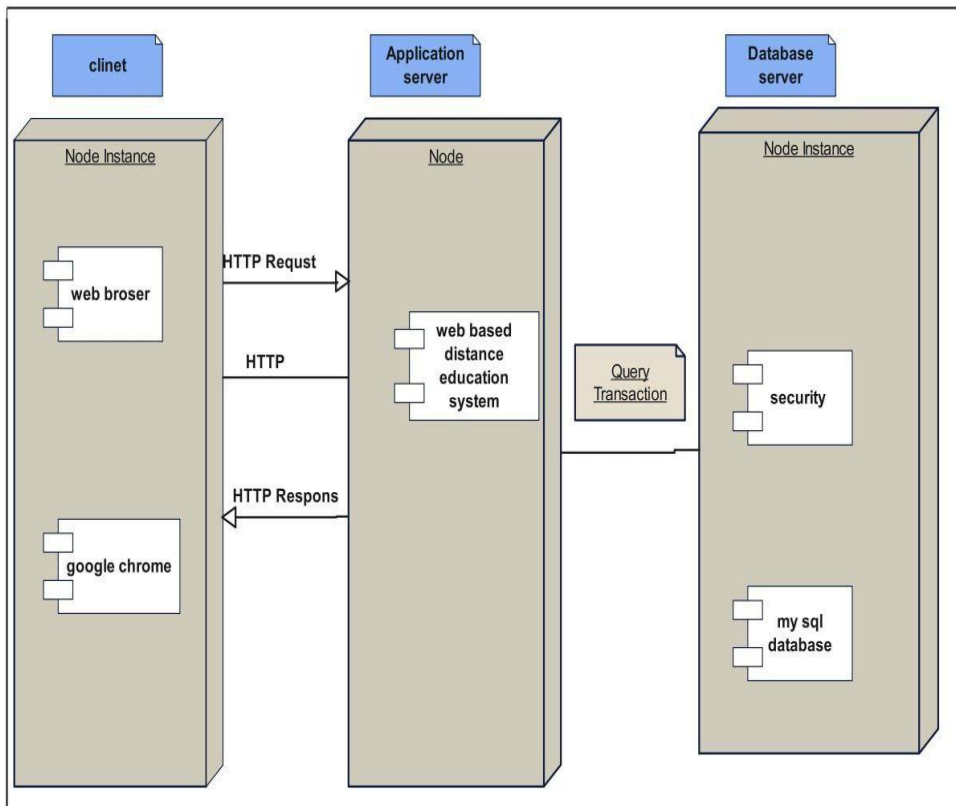 clinet
Application
server
Database
server
Node Instance
Node
Node Instance
HTTP Requst
web broser
web based
distance
education
system
HTTP
Query
Transaction
security
HTTP Respons
google chrome
my sql
database